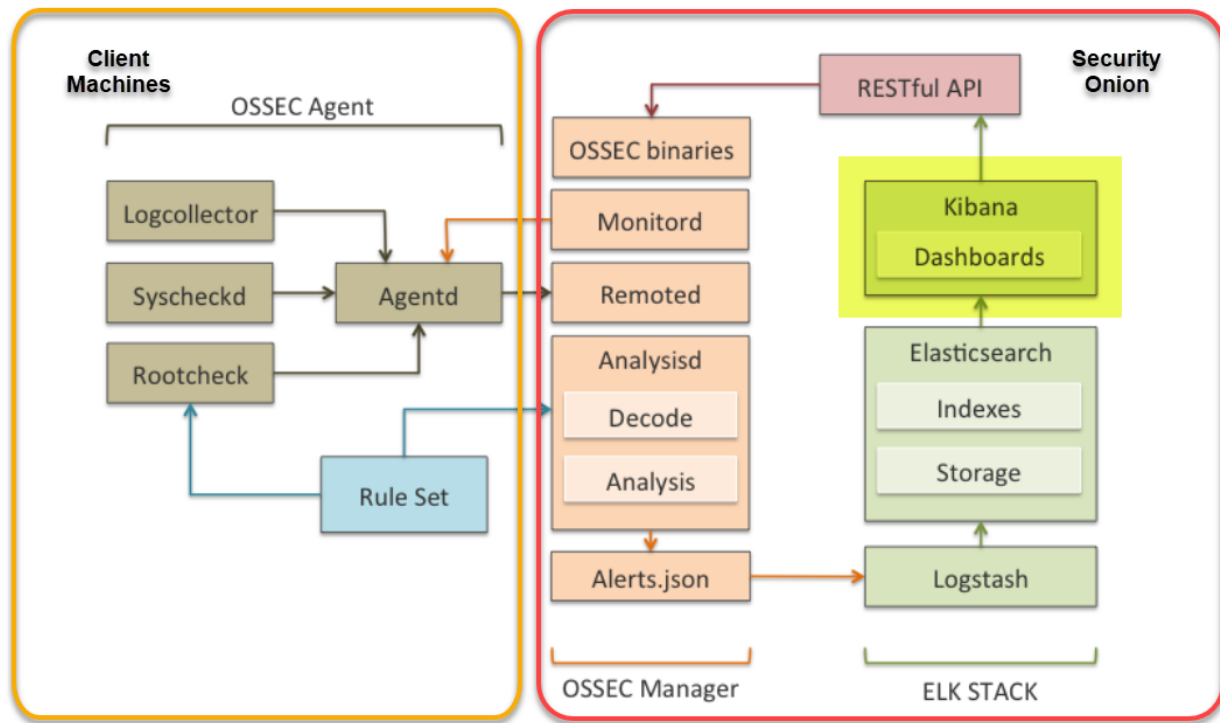 Client
Machines
OSSEC Agent
Logcollector
Syscheckd
Rootcheck
Agentd
Rule Set
Security
Onion
RESTful API
OSSEC binaries
Monitord
Remoted
Analysisd
Decode
Analysis
Alerts.json
OSSEC Manager
Kibana
Dashboards
Elasticsearch
Indexes
Storage
Logstash
ELK STACK